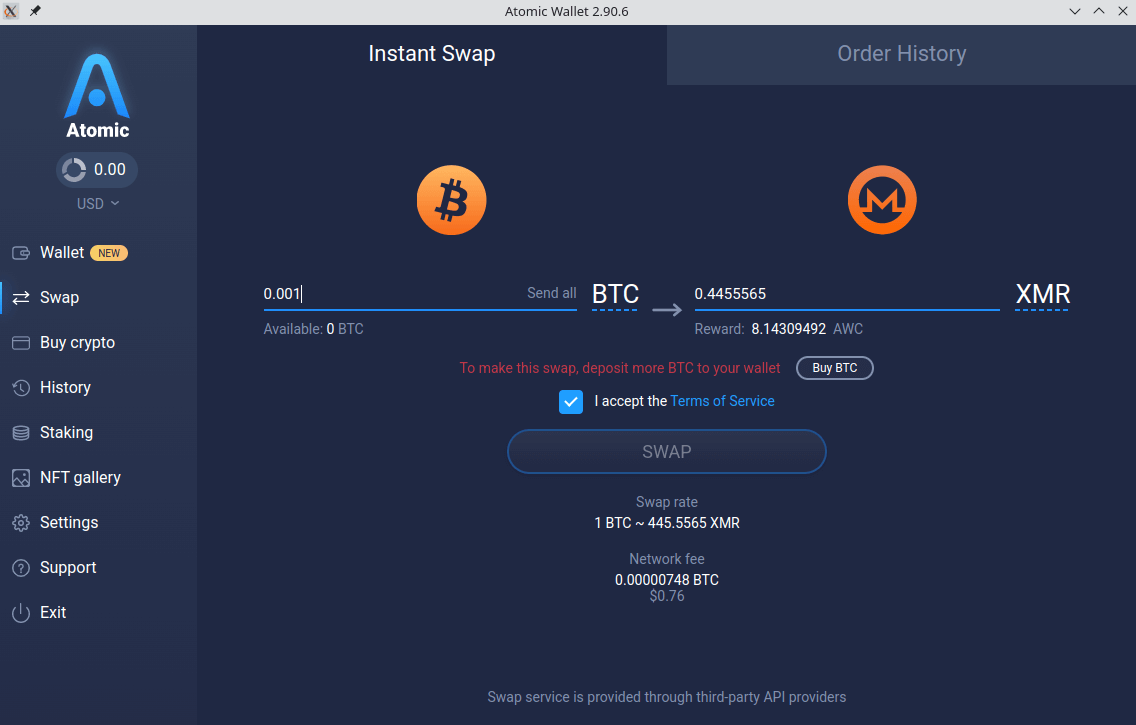 Atomic Wallet 2.90.6
Atomic
0.00
USD
Wallet NEW
Swap
Buy crypto
History
Staking
NFT gallery
Settings
Support
Exit
Instant Swap
Order History
0.001 Send all BTC
Available: 0 BTC
0.4455565 XMR
Reward: 8.14309492 AWC
To make this swap, deposit more BTC to your wallet Buy BTC
I accept the Terms of Service
SWAP
Swap rate
1 BTC ~ 445.5565 XMR
Network fee
0.00000748 BTC
$0.76
Swap service is provided through third-party API providers